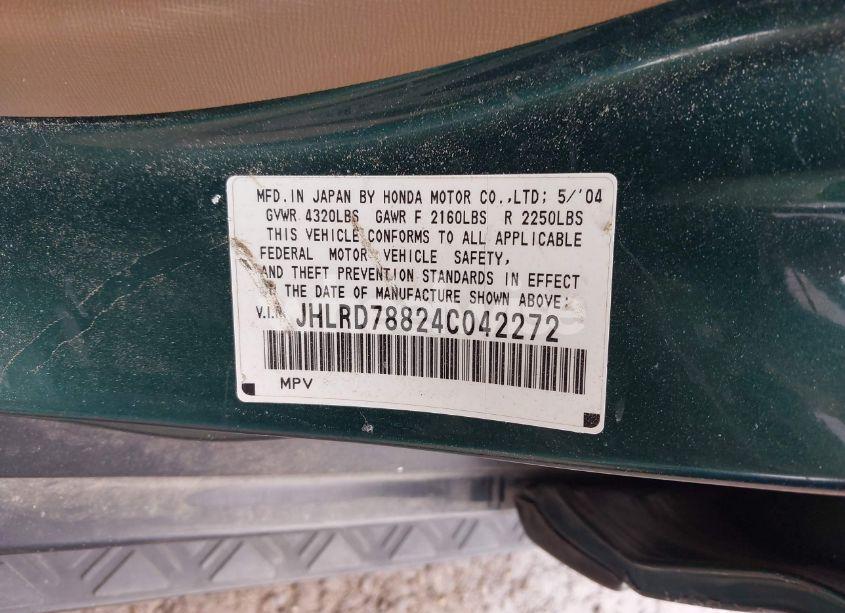 MFD.IN JAPAN BY HONDA MOTOR CO.,LTD; 5/'04
GVWR 4320LBS GAWR F 2160LBS R 2250LBS
THIS VEHICLE CONFORMS TO ALL APPLICABLE
FEDERAL MOTOR VEHICLE SAFETY,
AND THEFT PREVENTION STANDARDS IN EFFECT
THE DATE OF MANUFACTURE SHOWN ABOVE:
V.I.N JHLRD78824C042272
MPV